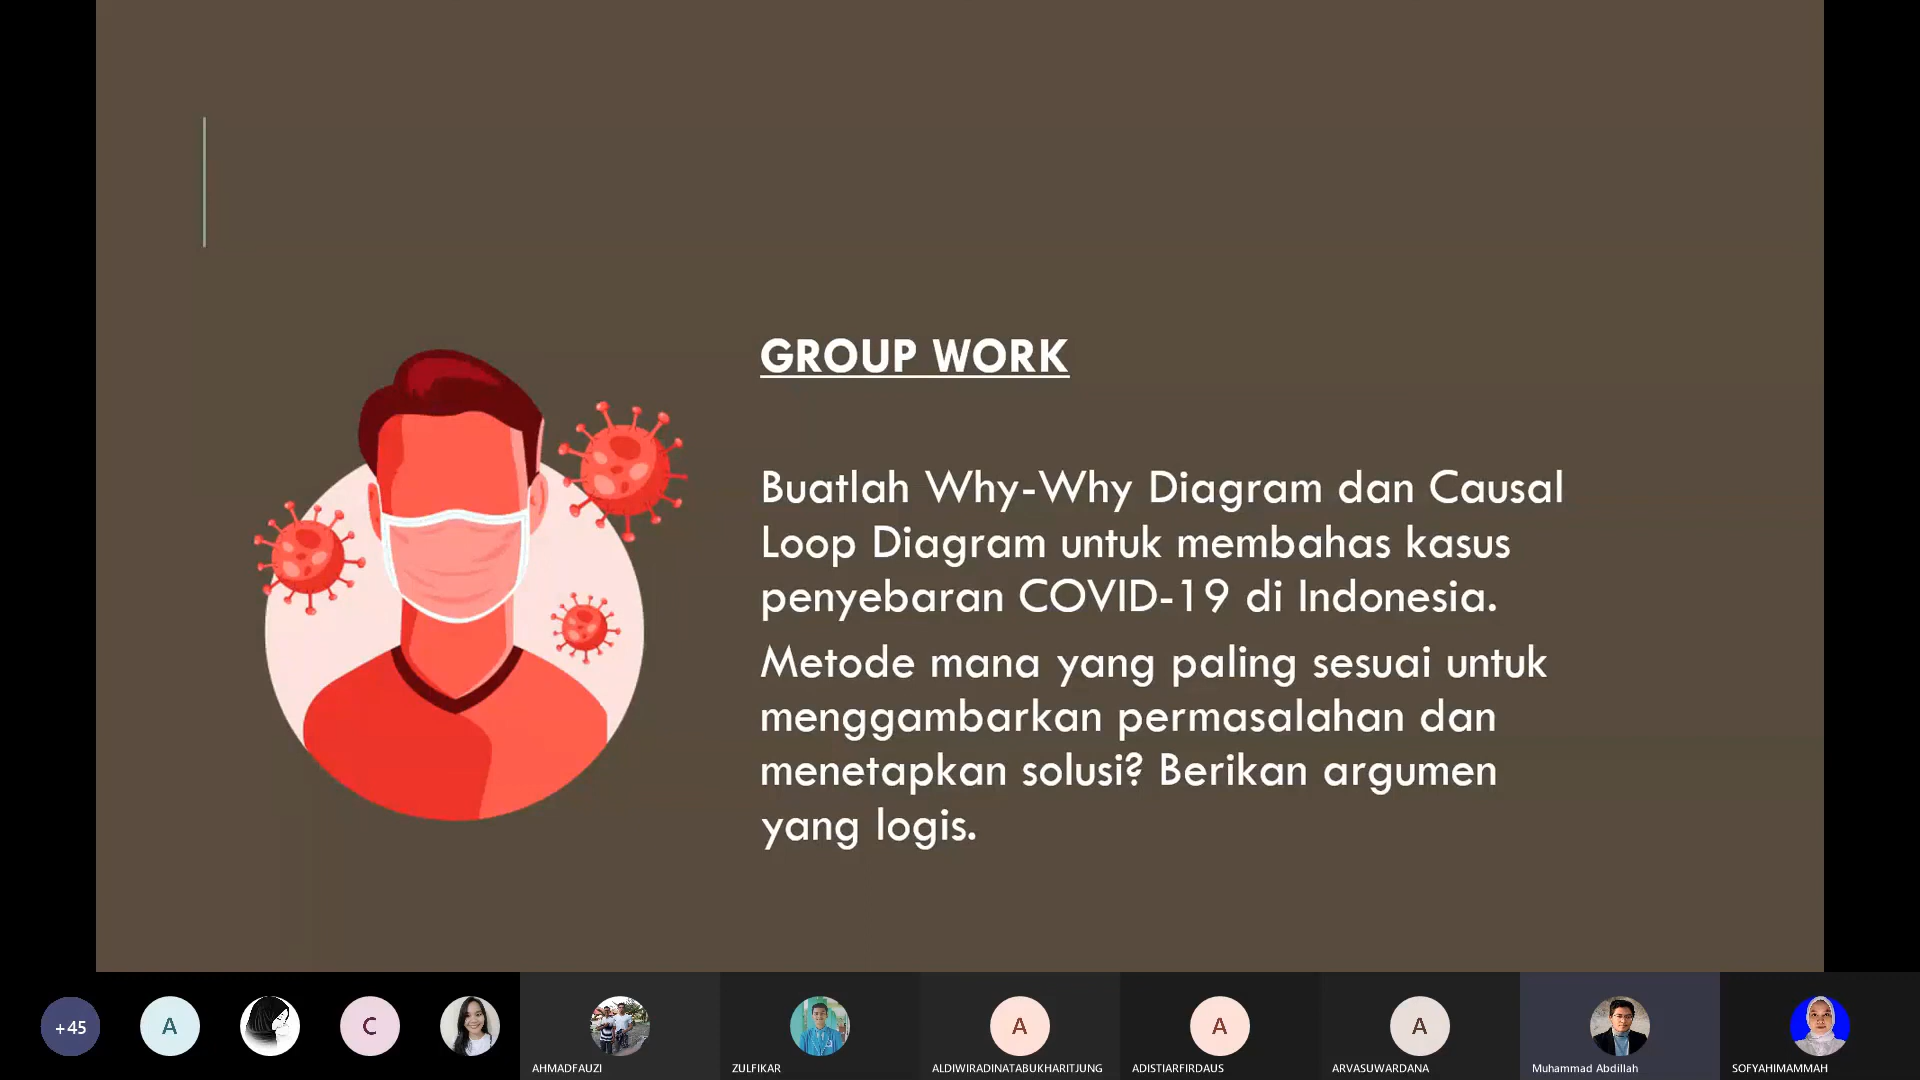 GROUP WORK
Buatlah Why-Why Diagram dan Causal
Loop Diagram untuk membahas kasus
penyebaran COVID-19 di Indonesia.
Metode mana yang paling sesuai untuk
menggambarkan permasalahan dan
menetapkan solusi? Berikan argumen
yang logis.
+45
A
C
A
A
A
AHMADFAUZI
ZULFIKAR
ALDIWIRADINATABUKHARITJUNG
ADISTIARFIRDAUS
ARVASUWARDANA
Muhammad Abdillah
SOFYAHIMAMMAH